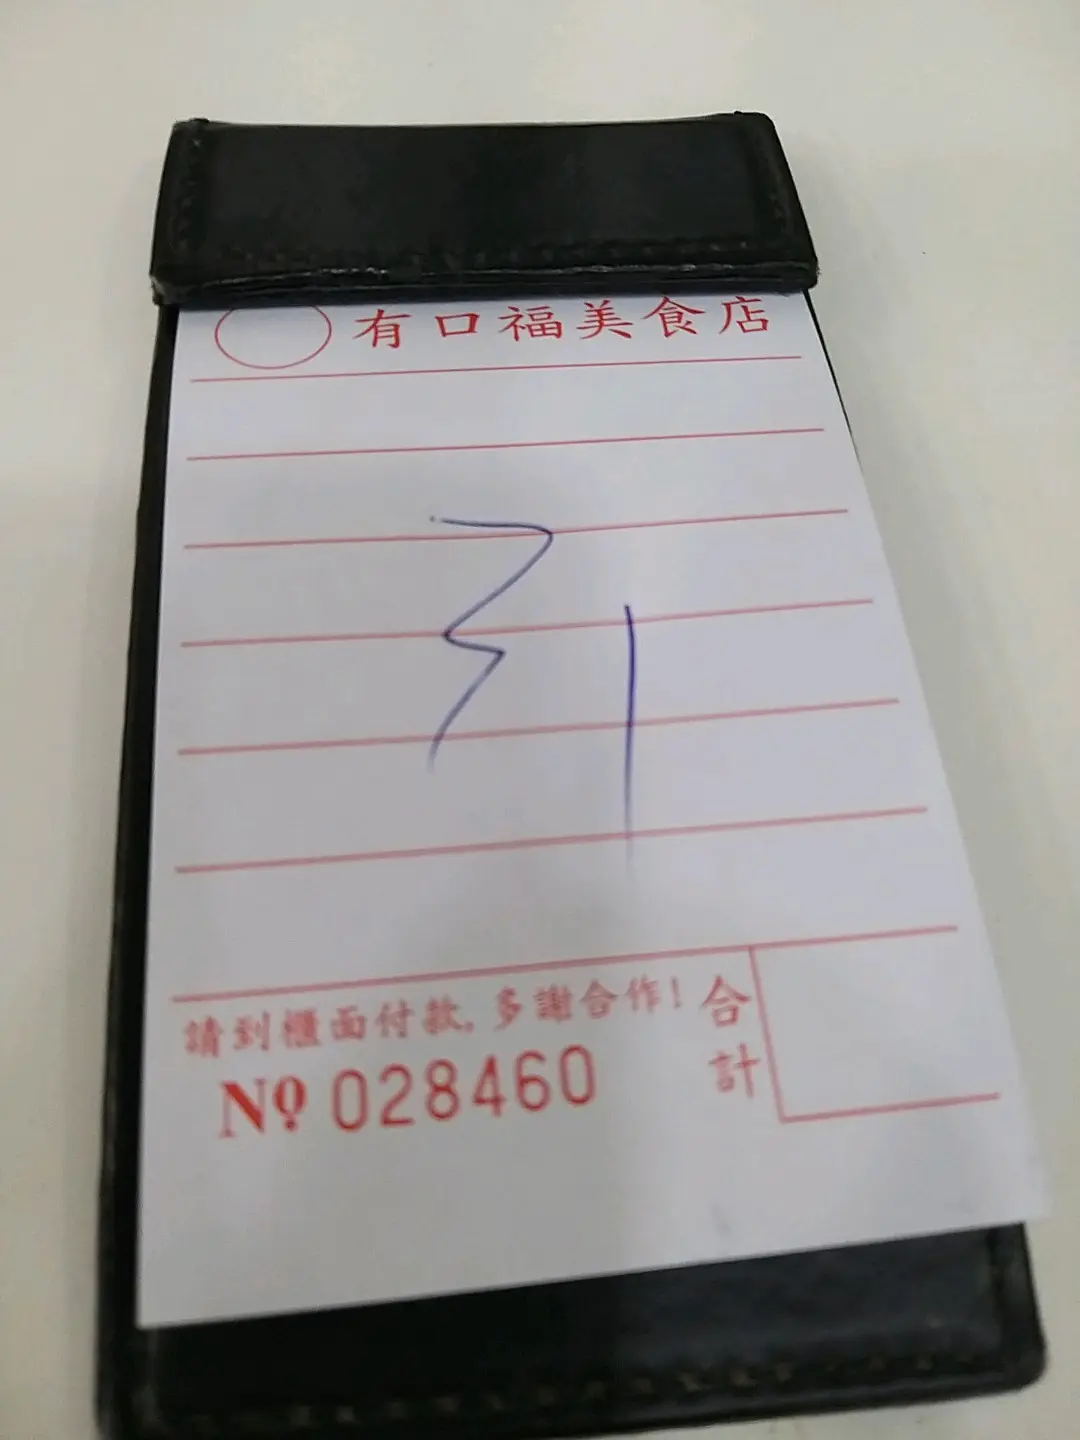 有口福美食店
31
請到櫃面付款,多謝合作!
合計
Nº 028460